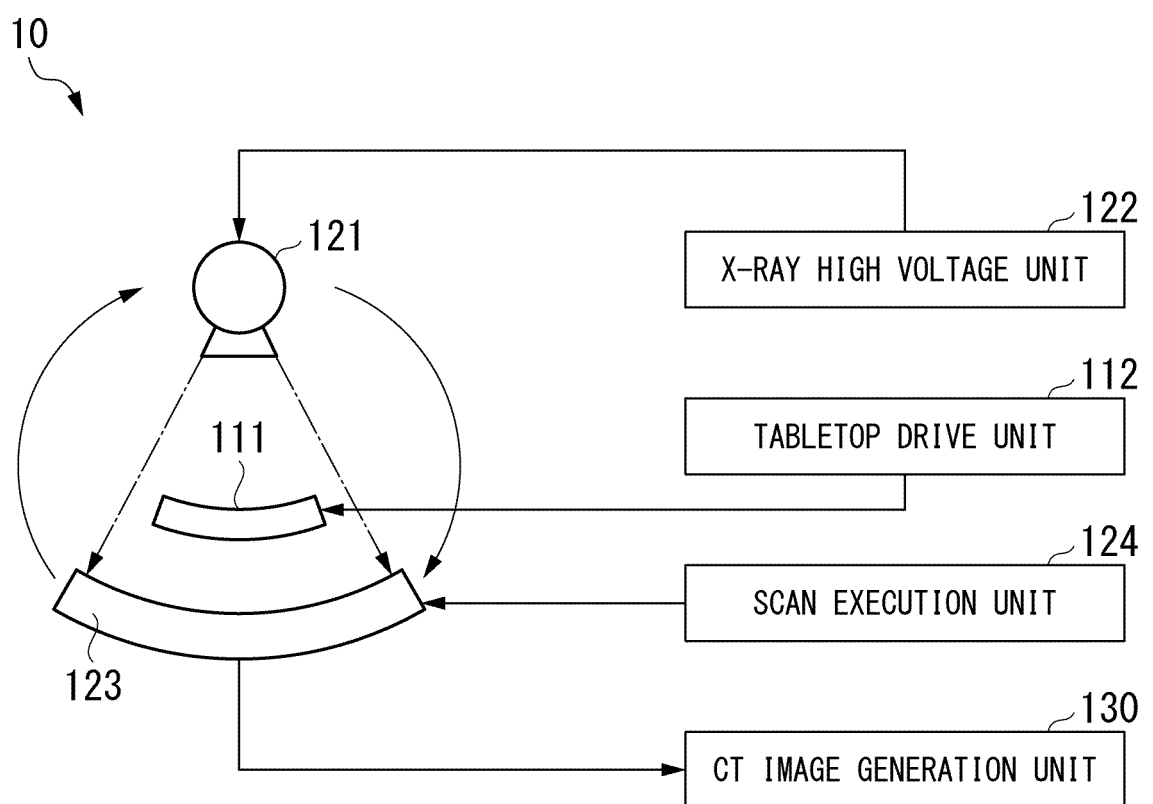 10
122
121
X-RAY HIGH VOLTAGE UNIT
112
111
TABLETOP DRIVE UNIT
124
SCAN EXECUTION UNIT
123
130
CT IMAGE GENERATION UNIT